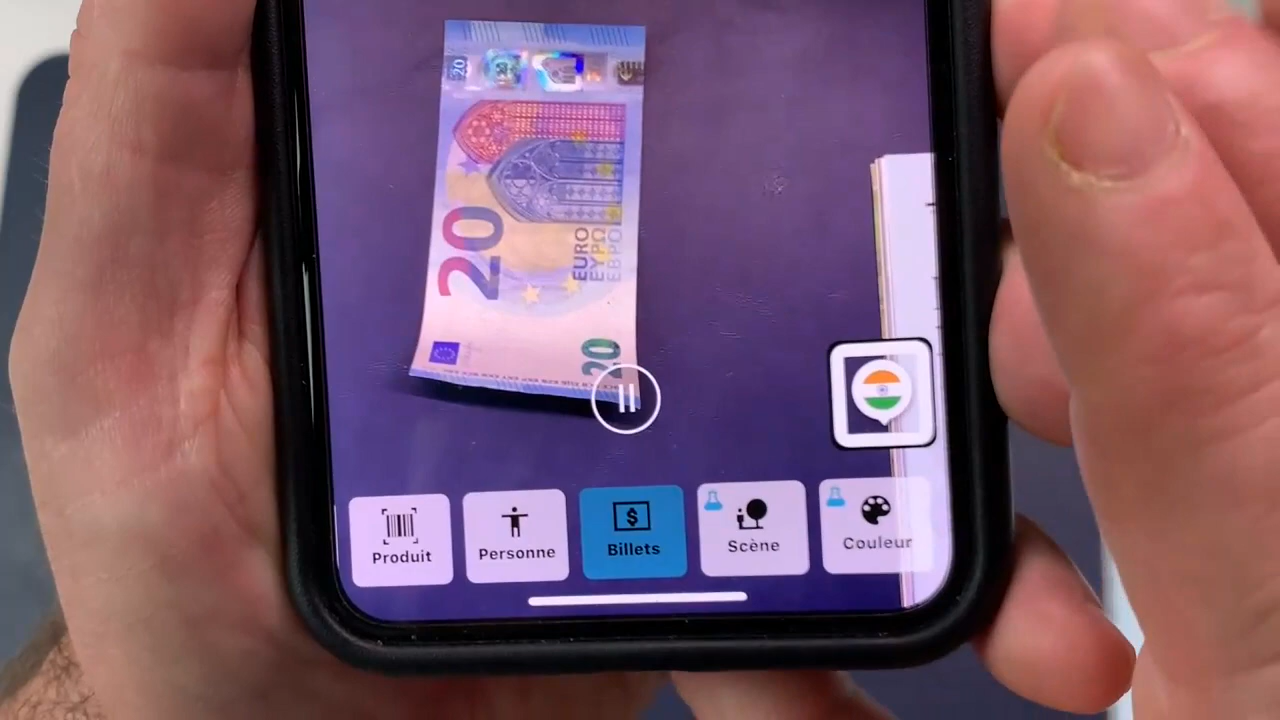 20
20
EURO
ΕΥΡΩ
ЕВРО
20
Produit
Personne
Billets
Scène
Couleur